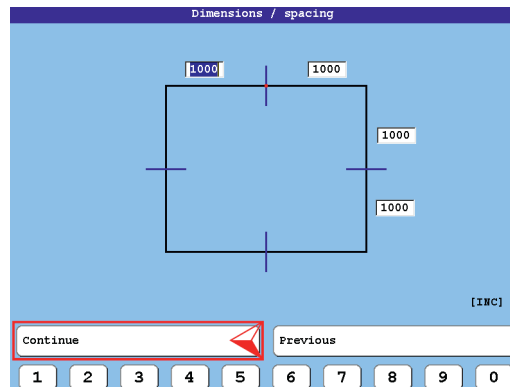 Dimensions / spacing
1000 1000
1000
1000
[INC]
Continue Previous
1 2 3 4 5 6 7 8 9 0